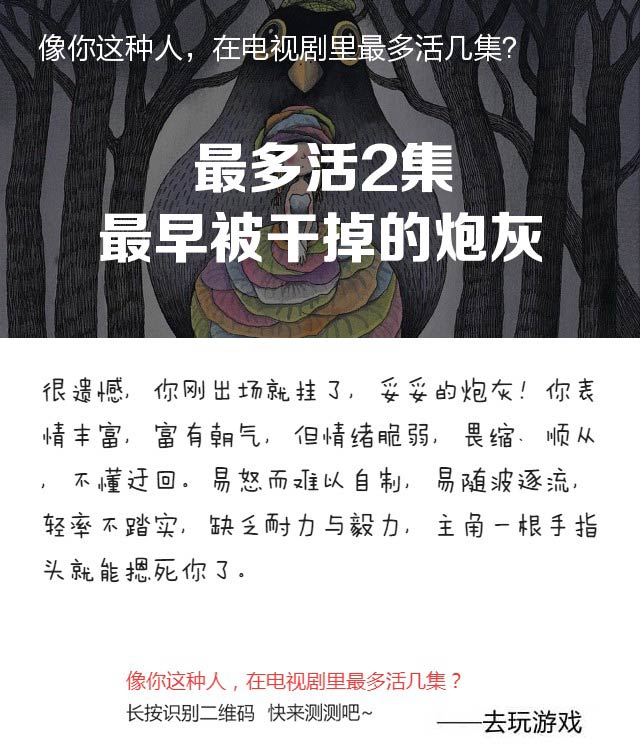 像你这种人，在电视剧里最多活几集?
最多活2集
最早被干掉的炮灰
很遗憾，你刚出场就挂了，妥妥的炮灰！你表
情丰富，富有朝气，但情绪脆弱，畏缩、顺从
，不懂迂回。易怒而难以自制，易随波逐流，
轻率不踏实，缺乏耐力与毅力，主角一根手指
头就能摁死你了。
像你这种人，在电视剧里最多活几集？
长按识别二维码 快来测测吧~
——去玩游戏